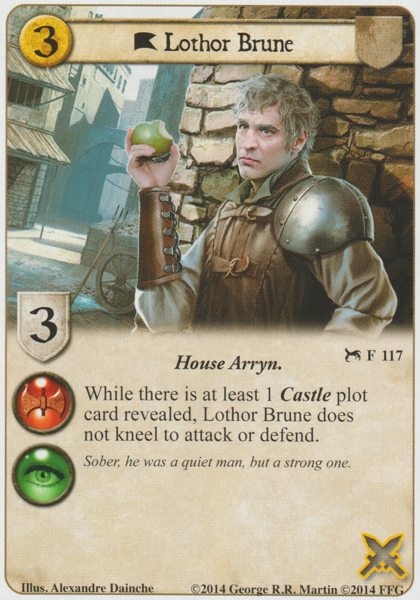 3
Lothor Brune
3
F 117
House Arryn.
While there is at least 1 Castle plot
card revealed, Lothor Brune does
not kneel to attack or defend.
Sober, he was a quiet man, but a strong one.
Illus. Alexandre Dainche
©2014 George R.R. Martin ©2014 FFG